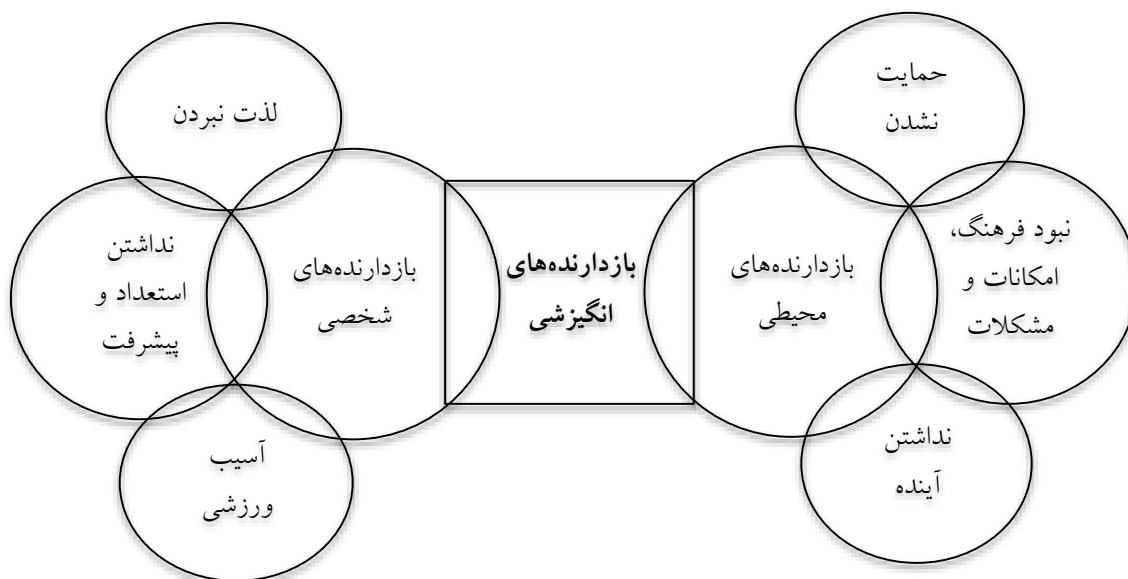 حمایت
نشدن
لذت نبردن
نبود فرهنگ،
امکانات و
مشکلات
بازدارنده‌های
محیطی
بازدارنده‌های
انگیزشی
بازدارنده‌های
شخصی
نداشتن
استعداد و
پیشرفت
نداشتن
آینده
آسیب
ورزشی